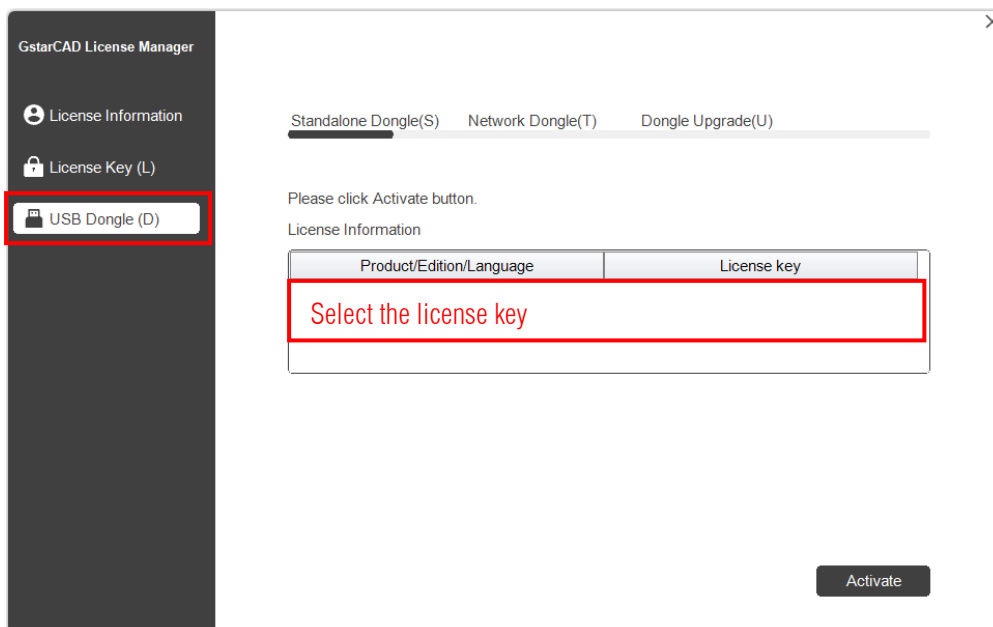 GstarCAD License Manager
License Information
License Key (L)
USB Dongle (D)
Standalone Dongle(S) Network Dongle(T) Dongle Upgrade(U)
Please click Activate button.
License Information
Product/Edition/Language License key
Select the license key
Activate